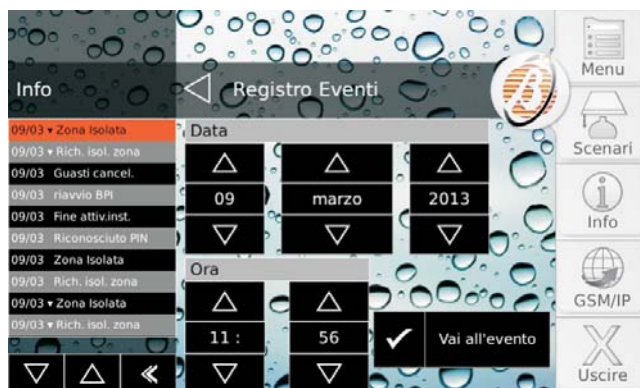 Info
Registro Eventi
09/03 ▾ Zona Isolata
09/03 ▾ Rich. isol. zona
09/03 Guasti cancel.
09/03 riavvio BPI
09/03 Fine attiv.inst.
09/03 Riconosciuto PIN
09/03 Zona Isolata
09/03 Rich. isol. zona
09/03 ▾ Zona Isolata
09/03 ▾ Rich. isol. zona
Data
09 marzo 2013
Ora
11 : 56
Vai all'evento
Menu
Scenari
Info
GSM/IP
Uscire